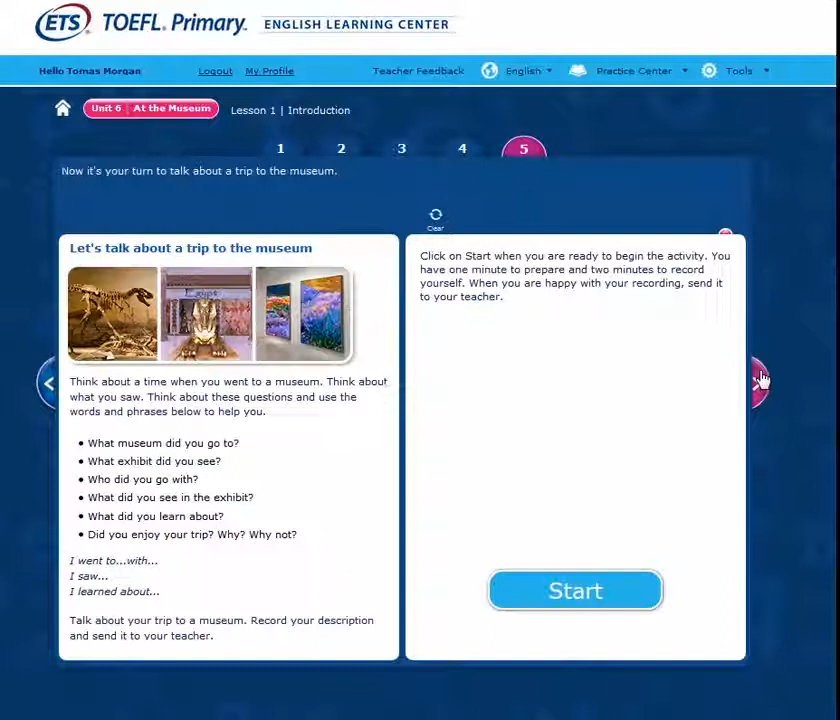 ETS TOEFL Primary. ENGLISH LEARNING CENTER
Hello Tomas Morgan Logout My Profile Teacher Feedback English Practice Center Tools
Unit 6 At the Museum Lesson 1 | Introduction
1 2 3 4 5
Now it's your turn to talk about a trip to the museum.
Clear
Let's talk about a trip to the museum
Think about a time when you went to a museum. Think about
what you saw. Think about these questions and use the
words and phrases below to help you.
• What museum did you go to?
• What exhibit did you see?
• Who did you go with?
• What did you see in the exhibit?
• What did you learn about?
• Did you enjoy your trip? Why? Why not?
I went to...with...
I saw...
I learned about...
Talk about your trip to a museum. Record your description
and send it to your teacher.
Click on Start when you are ready to begin the activity. You
have one minute to prepare and two minutes to record
yourself. When you are happy with your recording, send it
to your teacher.
Start